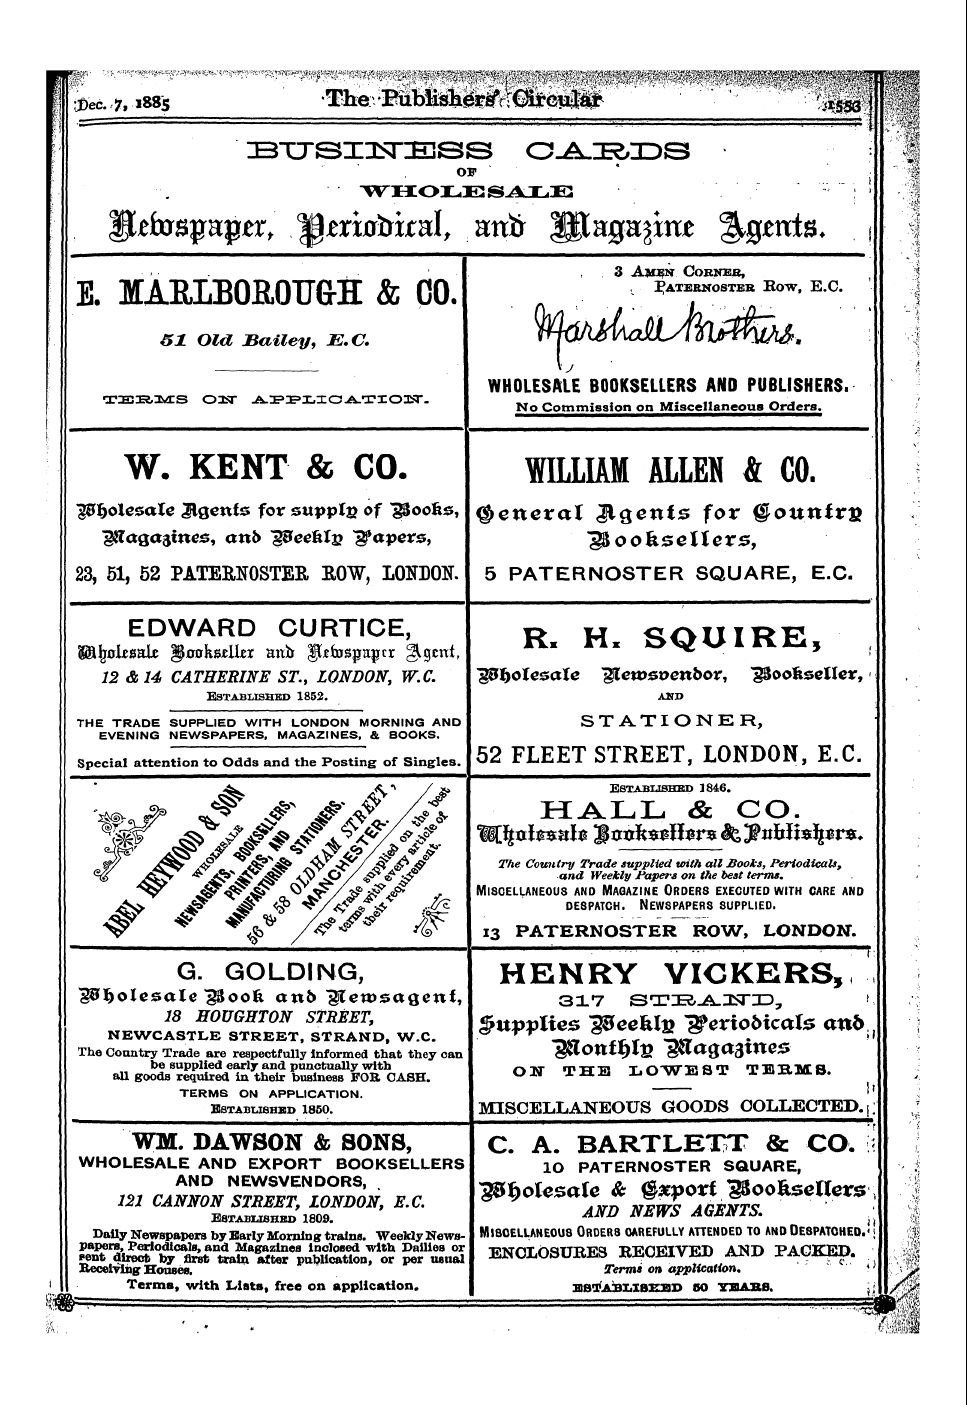 Dec. 7, 1885
The Publishers' Circular
1553
BUSINESS CARDS
OF
WHOLESALE
Newspaper, Periodical, and Magazine Agents.
E. MARLBOROUGH & CO.
51 Old Bailey, E.C.
TERMS ON APPLICATION.
3 AMEN CORNER,
PATERNOSTER ROW, E.C.
Marshall Brothers.
WHOLESALE BOOKSELLERS AND PUBLISHERS.
No Commission on Miscellaneous Orders.
W. KENT & CO.
Wholesale Agents for supply of Books,
Magazines, and Weekly Papers,
23, 51, 52 PATERNOSTER ROW, LONDON.
WILLIAM ALLEN & CO.
General Agents for Country
Booksellers,
5 PATERNOSTER SQUARE, E.C.
EDWARD CURTICE,
Wholesale Bookseller and Newspaper Agent,
12 & 14 CATHERINE ST., LONDON, W.C.
ESTABLISHED 1852.
THE TRADE SUPPLIED WITH LONDON MORNING AND
EVENING NEWSPAPERS, MAGAZINES, & BOOKS.
Special attention to Odds and the Posting of Singles.
R. H. SQUIRE,
Wholesale Newsvendor, Bookseller,
AND
STATIONER,
52 FLEET STREET, LONDON, E.C.
ABEL HEYWOOD & SON
WHOLESALE
NEWSAGENTS, BOOKSELLERS,
PRINTERS, AND
MANUFACTURING STATIONERS.
56 & 58 OLDHAM STREET,
MANCHESTER.
The Trade supplied on the best
terms with every article of
their requirement.
ESTABLISHED 1846.
HALL & CO.
Wholesale Booksellers & Publishers.
The Country Trade supplied with all Books, Periodicals,
and Weekly Papers on the best terms.
MISCELLANEOUS AND MAGAZINE ORDERS EXECUTED WITH CARE AND
DESPATCH. NEWSPAPERS SUPPLIED.
13 PATERNOSTER ROW, LONDON.
G. GOLDING,
Wholesale Book and Newsagent,
18 HOUGHTON STREET,
NEWCASTLE STREET, STRAND, W.C.
The Country Trade are respectfully informed that they can
be supplied early and punctually with
all goods required in their business FOR CASH.
TERMS ON APPLICATION.
ESTABLISHED 1850.
HENRY VICKERS,
317 STRAND,
Supplies Weekly Periodicals and
Monthly Magazines
ON THE LOWEST TERMS.
MISCELLANEOUS GOODS COLLECTED.
WM. DAWSON & SONS,
WHOLESALE AND EXPORT BOOKSELLERS
AND NEWSVENDORS,
121 CANNON STREET, LONDON, E.C.
ESTABLISHED 1809.
Daily Newspapers by Early Morning trains. Weekly News-
papers, Periodicals, and Magazines inclosed with Dailies or
sent direct by first train after publication, or per usual
Receiving Houses.
Terms, with Lists, free on application.
C. A. BARTLETT & CO.
10 PATERNOSTER SQUARE,
Wholesale & Export Booksellers
AND NEWS AGENTS.
MISCELLANEOUS ORDERS CAREFULLY ATTENDED TO AND DESPATCHED.
ENCLOSURES RECEIVED AND PACKED.
Terms on application.
ESTABLISHED 50 YEARS.